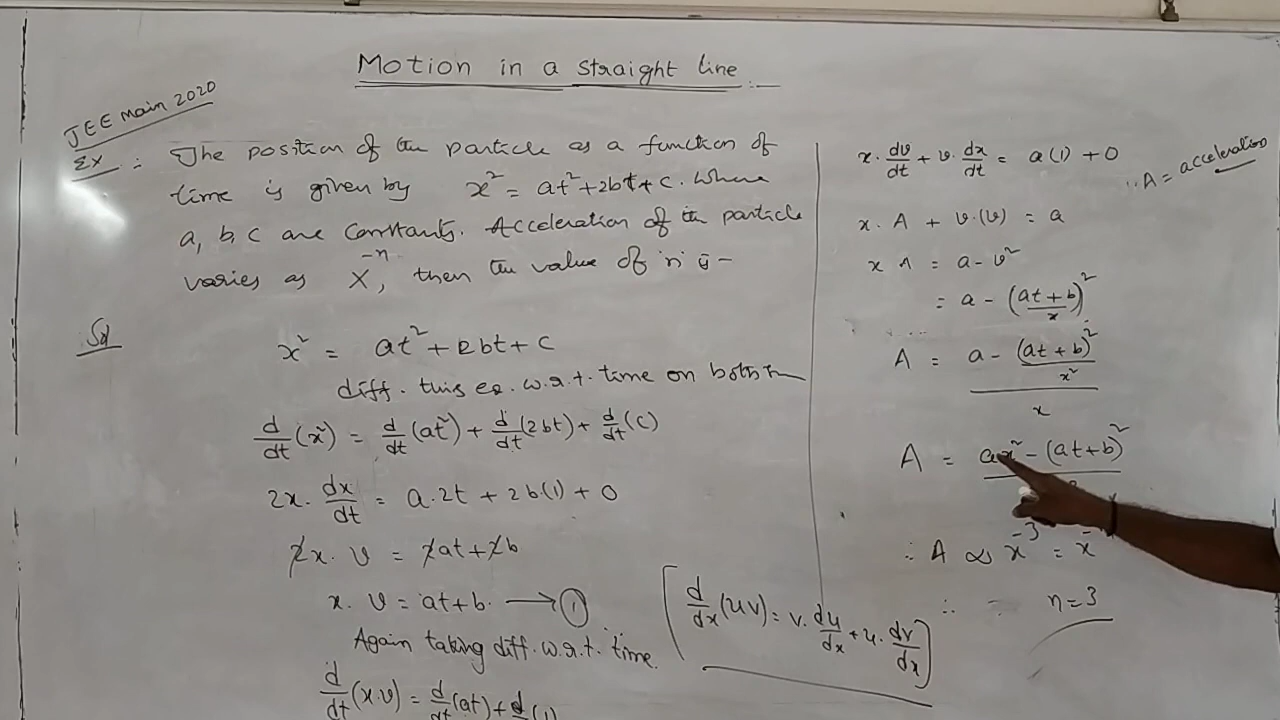 Motion in a straight line
JEE main 2020
Ex :
The position of the particle as a function of
time is given by x² = at²+2bt+c. Where
a, b, c are constants. Acceleration of the particle
varies as X⁻ⁿ, then the value of 'n' is -
Sol
x² = at² + 2bt + c
diff. this eq. w.r.t. time on both
d/dt (x²) = d/dt (at²) + d/dt (2bt) + d/dt (c)
2x. dx/dt = a.2t + 2b(1) + 0
2x. v = 2at + 2b
x. v = at+b. → ①
Again taking diff. w.r.t. time.
d/dt (x.v) = d/dt (at) + d/dt
[d/dx (uv) = v. du/dx + u. dv/dx]
x. dv/dt + v. dx/dt = a(1) + 0
∵ A = acceleration
x. A + v.(v) = a
x A = a - v²
= a - ((at+b)/x)²
A = (a - (at+b)²/x²)/x
A = ax² - (at+b)²
∴ A ∝ x⁻³ = x⁻
∴ n=3